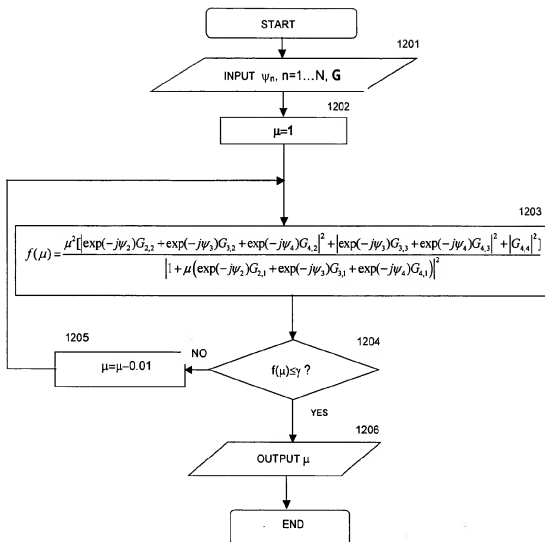 START
1201
INPUT ψn, n=1...N, G
1202
μ=1
1203
f(μ) = μ²[|exp(-jψ₂)G₂,₂ + exp(-jψ₃)G₃,₂ + exp(-jψ₄)G₄,₂|² + |exp(-jψ₃)G₃,₃ + exp(-jψ₄)G₄,₃|² + |G₄,₄|²]
|1 + μ(exp(-jψ₂)G₂,₁ + exp(-jψ₃)G₃,₁ + exp(-jψ₄)G₄,₁)|²
1205
NO
1204
μ=μ-0.01
f(μ)≤γ ?
YES
1206
OUTPUT μ
END